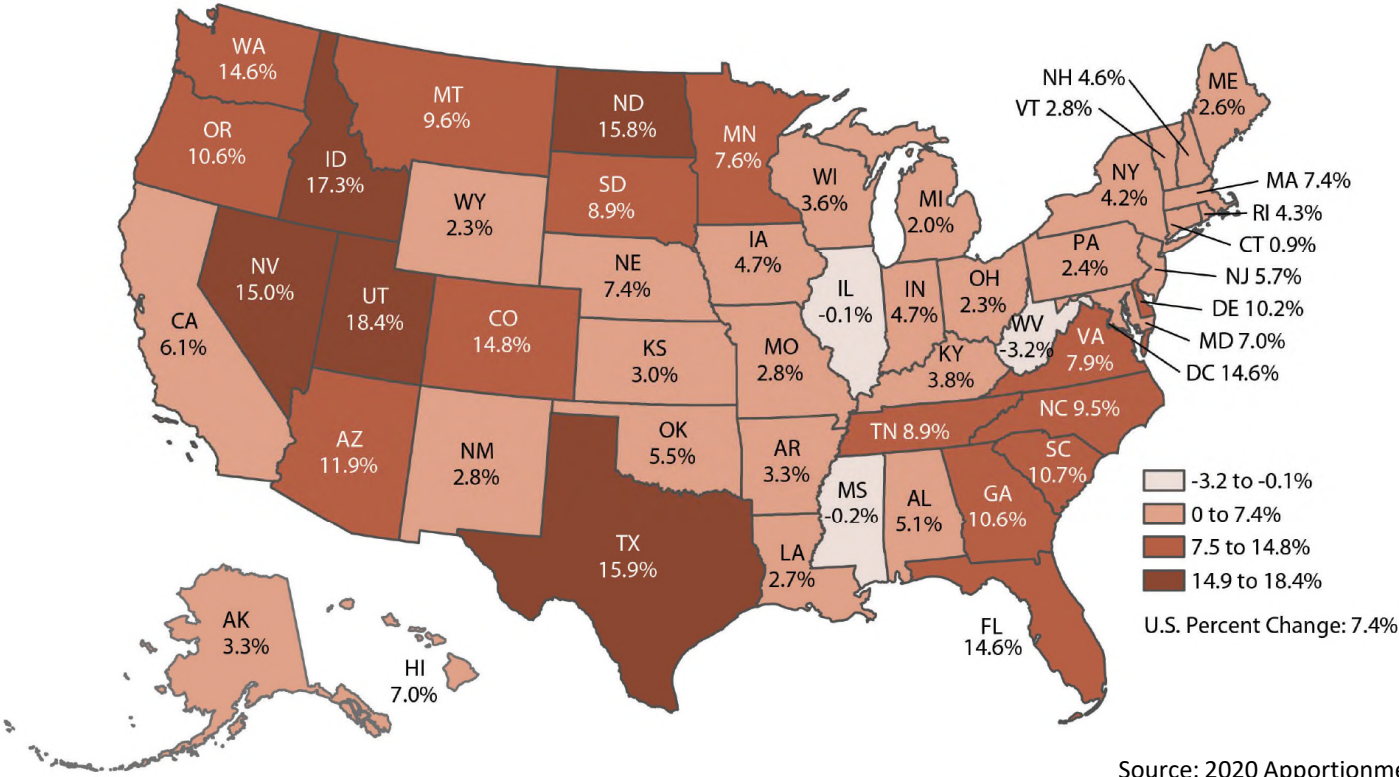 WA
14.6%
OR
10.6%
CA
6.1%
ID
17.3%
NV
15.0%
MT
9.6%
WY
2.3%
UT
18.4%
AZ
11.9%
CO
14.8%
NM
2.8%
ND
15.8%
SD
8.9%
NE
7.4%
KS
3.0%
OK
5.5%
TX
15.9%
MN
7.6%
IA
4.7%
MO
2.8%
AR
3.3%
LA
2.7%
WI
3.6%
IL
-0.1%
MS
-0.2%
MI
2.0%
IN
4.7%
OH
2.3%
KY
3.8%
TN 8.9%
AL
5.1%
GA
10.6%
FL
14.6%
SC
10.7%
NC 9.5%
VA
7.9%
WV
-3.2%
PA
2.4%
NY
4.2%
ME
2.6%
NH 4.6%
VT 2.8%
MA 7.4%
RI 4.3%
CT 0.9%
NJ 5.7%
DE 10.2%
MD 7.0%
DC 14.6%
AK
3.3%
HI
7.0%
-3.2 to -0.1%
0 to 7.4%
7.5 to 14.8%
14.9 to 18.4%
U.S. Percent Change: 7.4%
Source: 2020 Apportionme